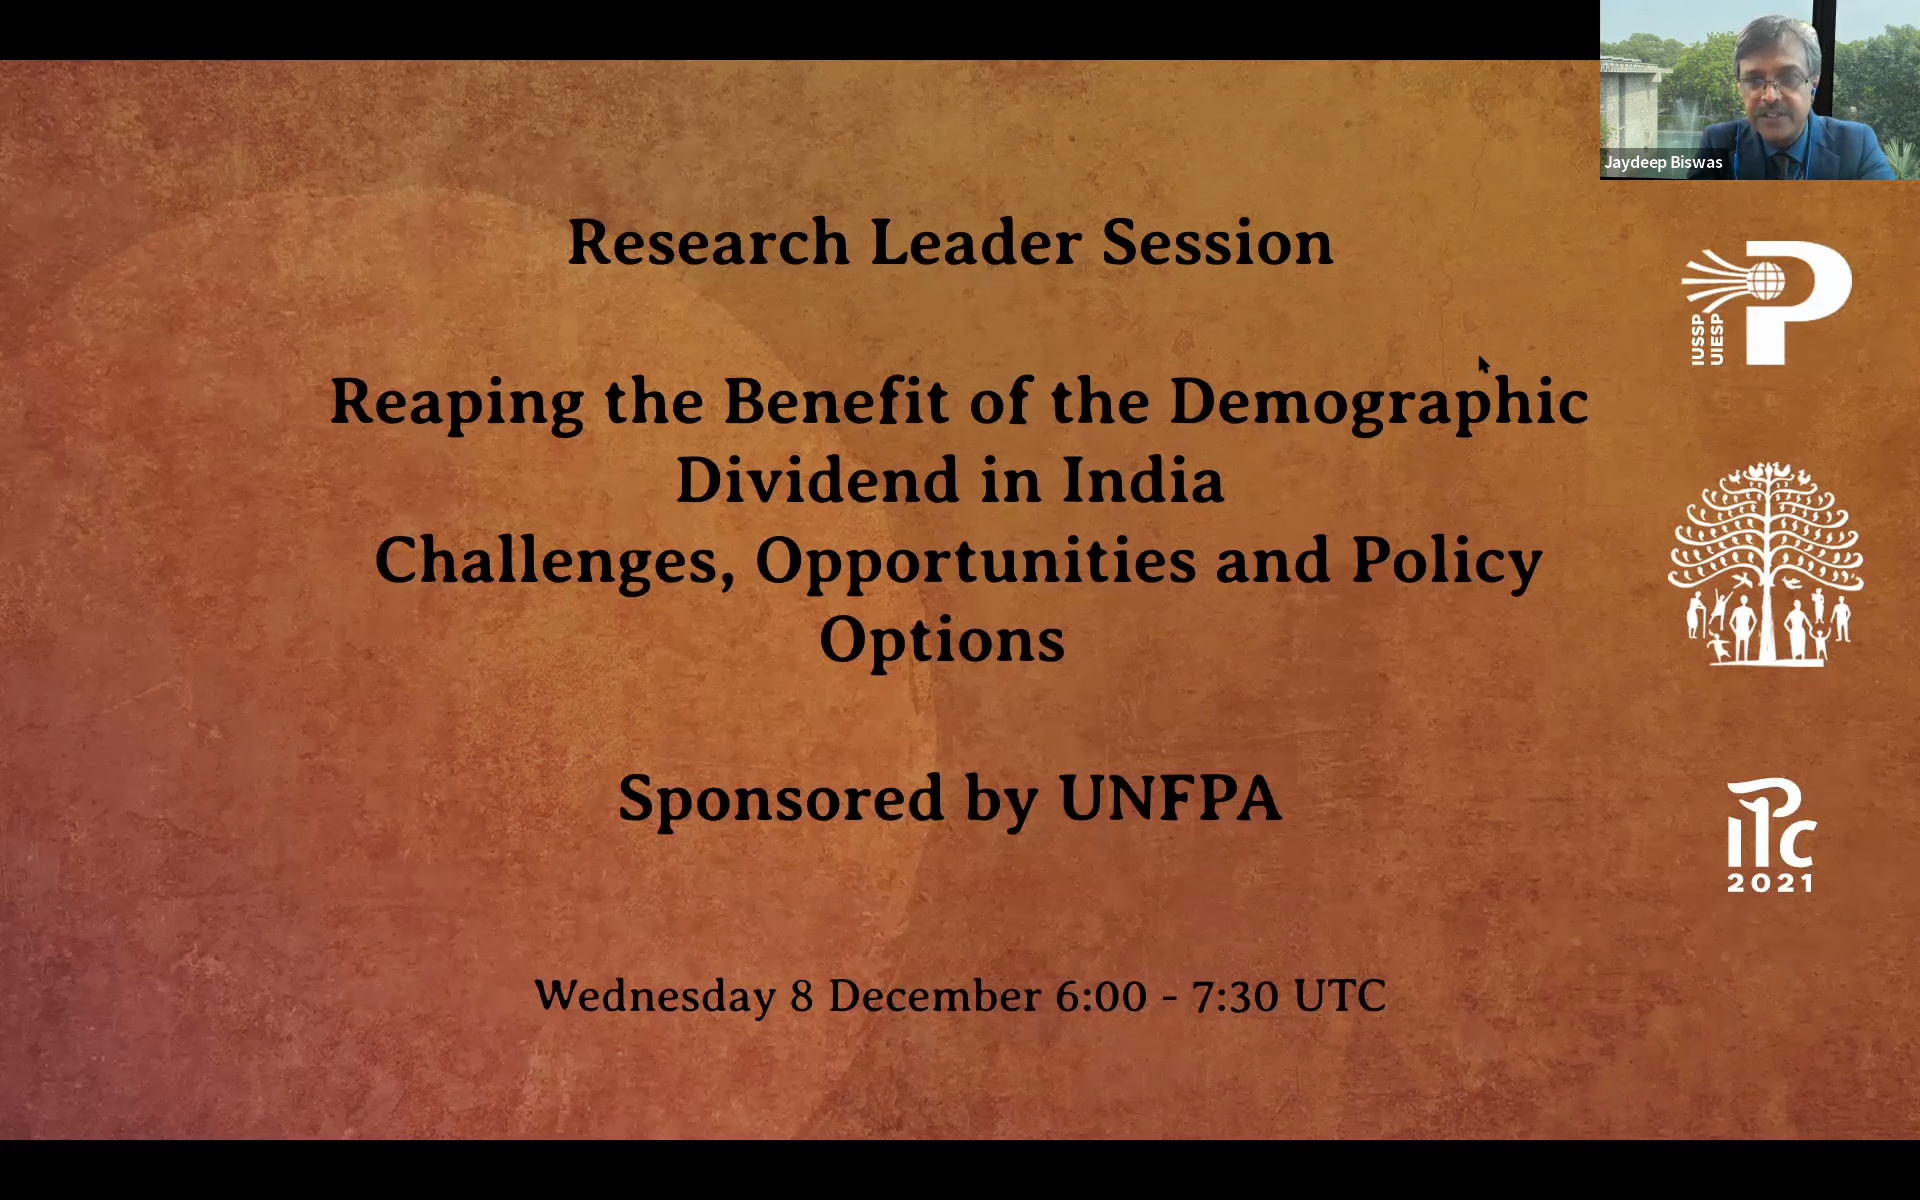 Jaydeep Biswas
Research Leader Session
IUSSP
UIESP
Reaping the Benefit of the Demographic
Dividend in India
Challenges, Opportunities and Policy
Options
Sponsored by UNFPA
IPC
2021
Wednesday 8 December 6:00 - 7:30 UTC